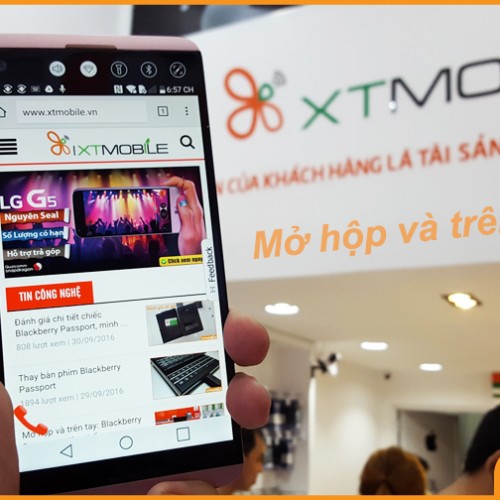 6:57 CH
www.xtmobile.vn
XTMOBILE
LG G5
Nguyên Seal
Số Lượng có hạn
Hỗ trợ trả góp
Qualcomm
snapdragon
Click xem ngay
Feedback
TIN CÔNG NGHỆ
Đánh giá chi tiết chiếc
Blackberry Passport, minh ...
808 lượt xem | 30/09/2016
Thay bàn phím Blackberry
Passport
1894 lượt xem | 29/09/2016
Mở hộp và trên tay: Blackberry
XTMO
CỦA KHÁCH HÀNG LÀ TÀI SẢN
Mở hộp và trê